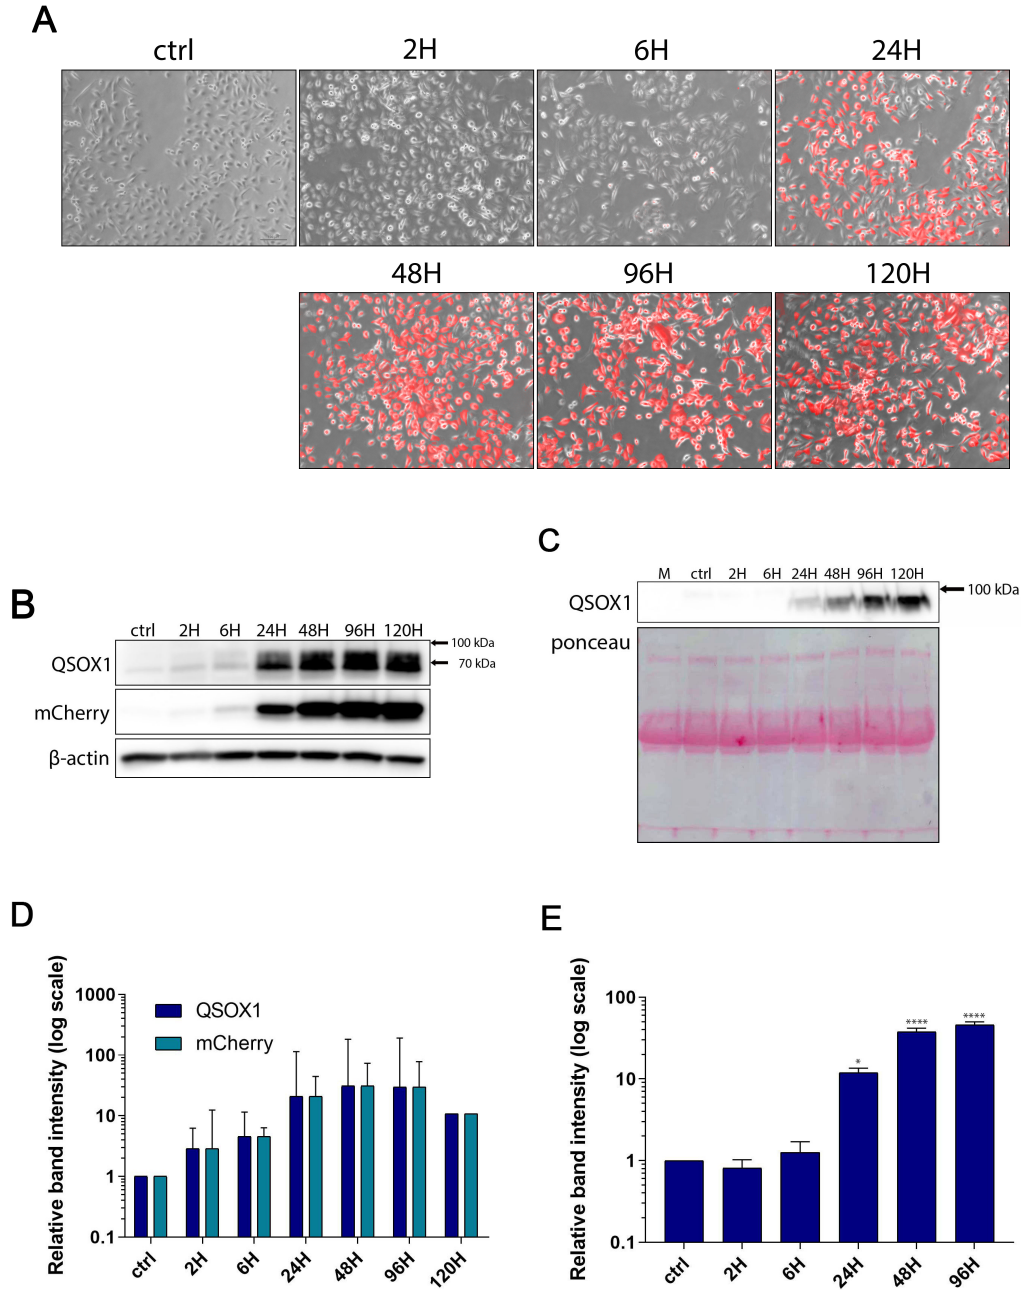 A
ctrl 2H 6H 24H
48H 96H 120H
B
ctrl 2H 6H 24H 48H 96H 120H
100 kDa
QSOX1
70 kDa
mCherry
β-actin
C
M ctrl 2H 6H 24H 48H 96H 120H
100 kDa
QSOX1
ponceau
D
Relative band intensity (log scale)
1000
100
10
1
0.1
QSOX1
mCherry
ctrl 2H 6H 24H 48H 96H 120H
E
Relative band intensity (log scale)
100
10
1
0.1
* **** ****
ctrl 2H 6H 24H 48H 96H